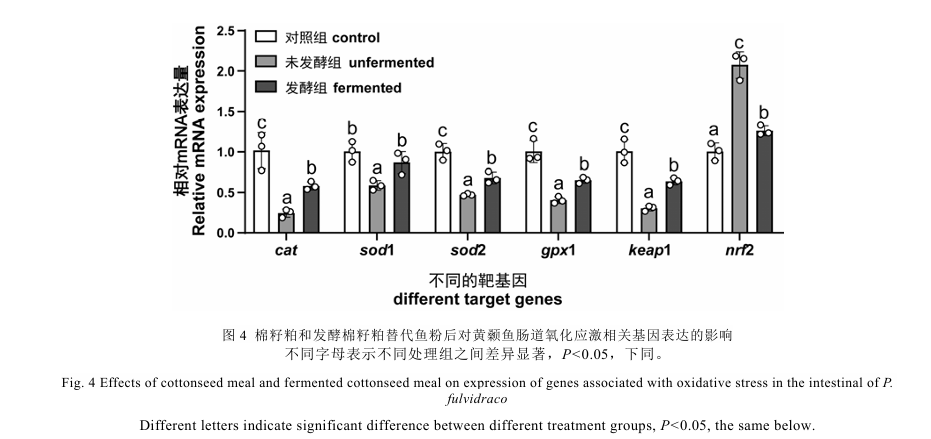 相对mRNA表达量
Relative mRNA expression
2.5
2.0
1.5
1.0
0.5
0.0
对照组 control
未发酵组 unfermented
发酵组 fermented
c a b
b a b
c a b
c a b
c a b
a c b
cat sod1 sod2 gpx1 keap1 nrf2
不同的靶基因
different target genes
图 4 棉籽粕和发酵棉籽粕替代鱼粉后对黄颡鱼肠道氧化应激相关基因表达的影响
不同字母表示不同处理组之间差异显著，P<0.05，下同。
Fig. 4 Effects of cottonseed meal and fermented cottonseed meal on expression of genes associated with oxidative stress in the intestinal of P.
fulvidraco
Different letters indicate significant difference between different treatment groups, P<0.05, the same below.